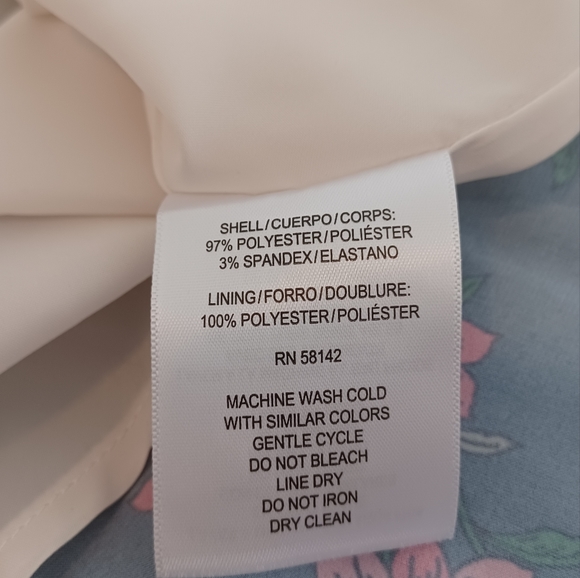 SHELL/CUERPO/CORPS:
97% POLYESTER/POLIÉSTER
3% SPANDEX/ELASTANO
LINING/FORRO/DOUBLURE:
100% POLYESTER/POLIÉSTER
RN 58142
MACHINE WASH COLD
WITH SIMILAR COLORS
GENTLE CYCLE
DO NOT BLEACH
LINE DRY
DO NOT IRON
DRY CLEAN